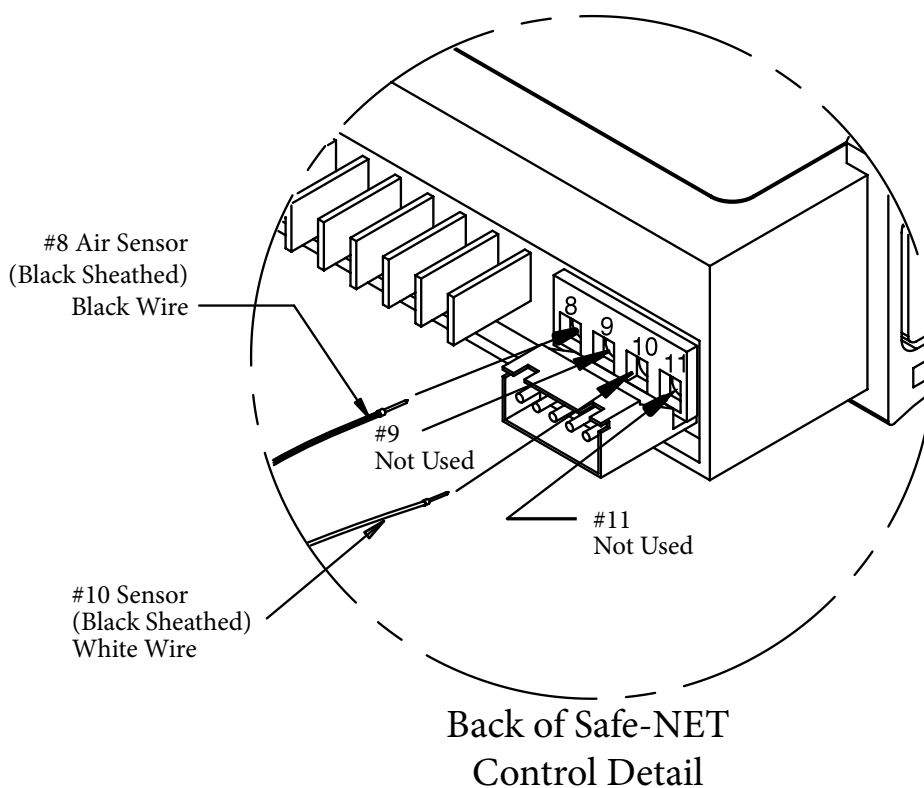 #8 Air Sensor
(Black Sheathed)
Black Wire
8
9
10
11
#9
Not Used
#11
Not Used
#10 Sensor
(Black Sheathed)
White Wire
Back of Safe-NET
Control Detail